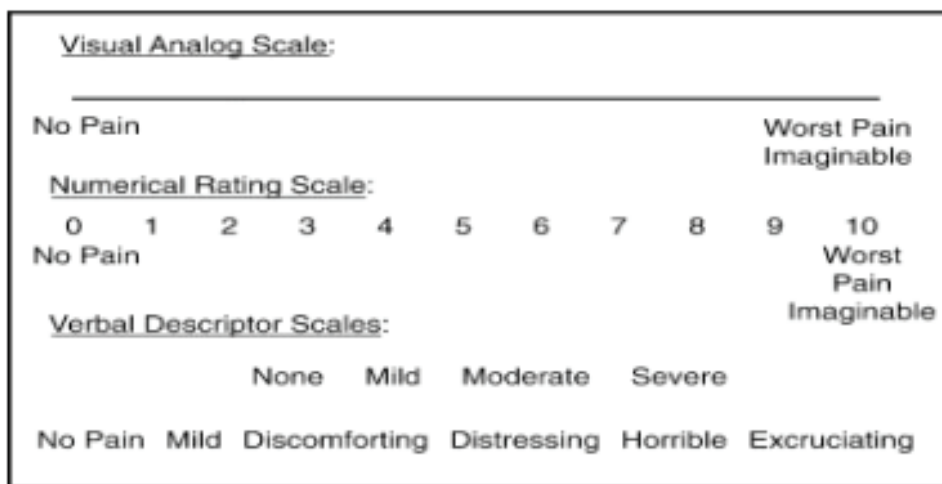 Visual Analog Scale:
No Pain Worst Pain
Imaginable
Numerical Rating Scale:
0 1 2 3 4 5 6 7 8 9 10
No Pain Worst
Pain
Imaginable
Verbal Descriptor Scales:
None Mild Moderate Severe
No Pain Mild Discomforting Distressing Horrible Excruciating